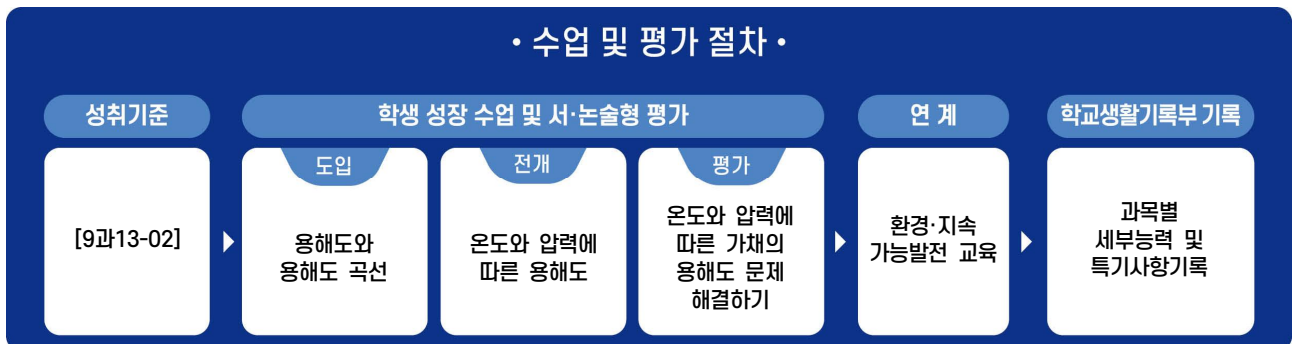 • 수업 및 평가 절차 •
성취기준
학생 성장 수업 및 서·논술형 평가
연 계
학교생활기록부 기록
도입
전개
평가
[9과13-02]
용해도와
용해도 곡선
온도와 압력에
따른 용해도
온도와 압력에
따른 가채의
용해도 문제
해결하기
환경·지속
가능발전 교육
과목별
세부능력 및
특기사항기록